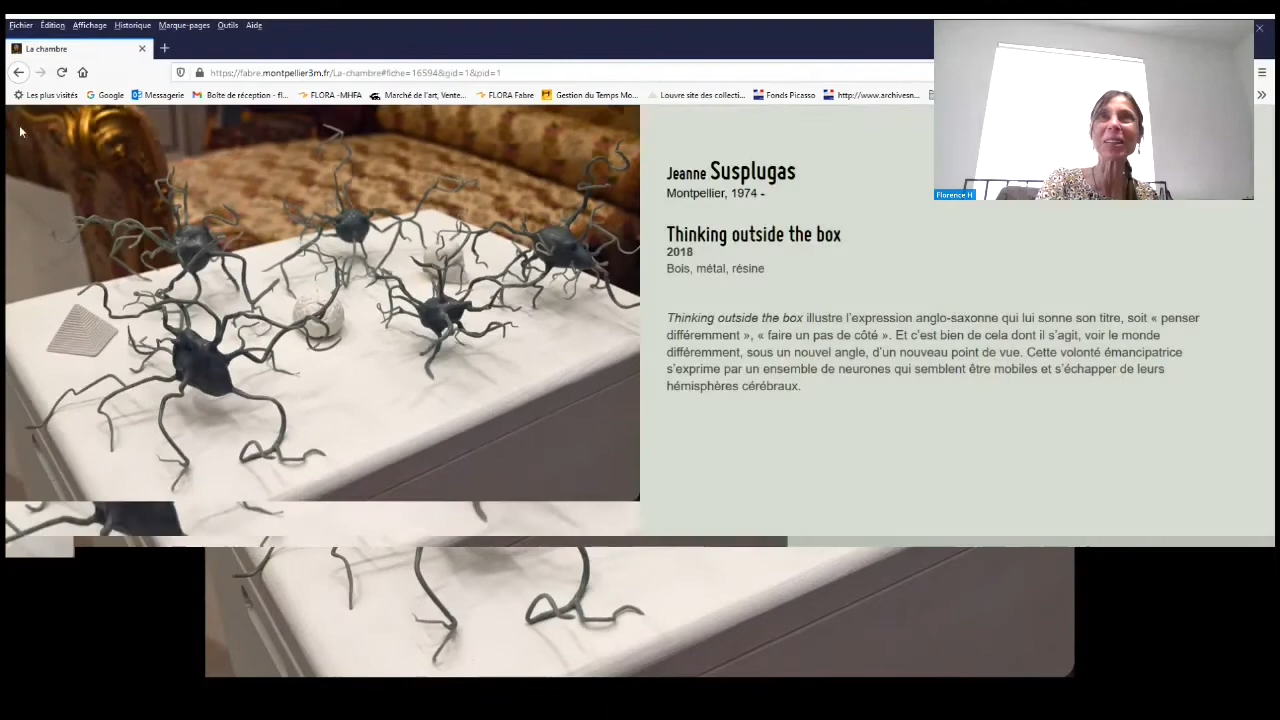 Fichier Édition Affichage Historique Marque-pages Outils Aide
La chambre
https://fabre.montpellier3m.fr/La-chambre#fiche=16594&gid=1&pid=1
Les plus visités Google Messagerie Boîte de réception - fl... FLORA -MHFA Marché de l'art, Vente... FLORA Fabre Gestion du Temps Mo... Louvre site des collecti... Fonds Picasso http://www.archivesn...
Florence H
Jeanne Susplugas
Montpellier, 1974 -
Thinking outside the box
2018
Bois, métal, résine
Thinking outside the box illustre l’expression anglo-saxonne qui lui sonne son titre, soit « penser
différemment », « faire un pas de côté ». Et c’est bien de cela dont il s’agit, voir le monde
différemment, sous un nouvel angle, d’un nouveau point de vue. Cette volonté émancipatrice
s’exprime par un ensemble de neurones qui semblent être mobiles et s’échapper de leurs
hémisphères cérébraux.